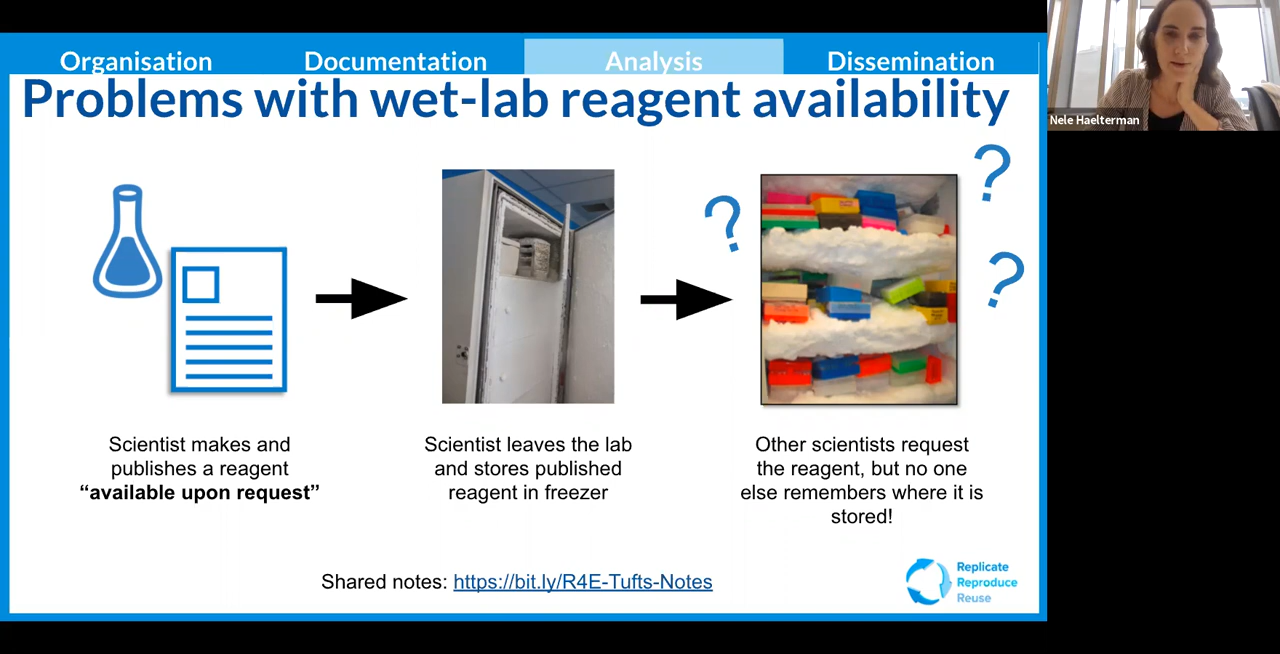 Organisation Documentation Analysis Dissemination
Problems with wet-lab reagent availability
Nele Haelterman
?
?
?
Scientist makes and
publishes a reagent
“available upon request”
Scientist leaves the lab
and stores published
reagent in freezer
Other scientists request
the reagent, but no one
else remembers where it is
stored!
Shared notes: https://bit.ly/R4E-Tufts-Notes
Replicate
Reproduce
Reuse